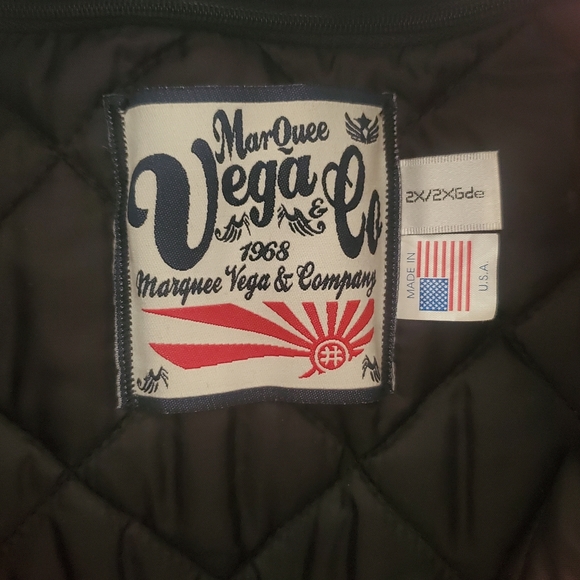 MarQuee
Vega & Co
1968
Marquee Vega & Company
2X/2XGde
MADE IN
U.S.A.